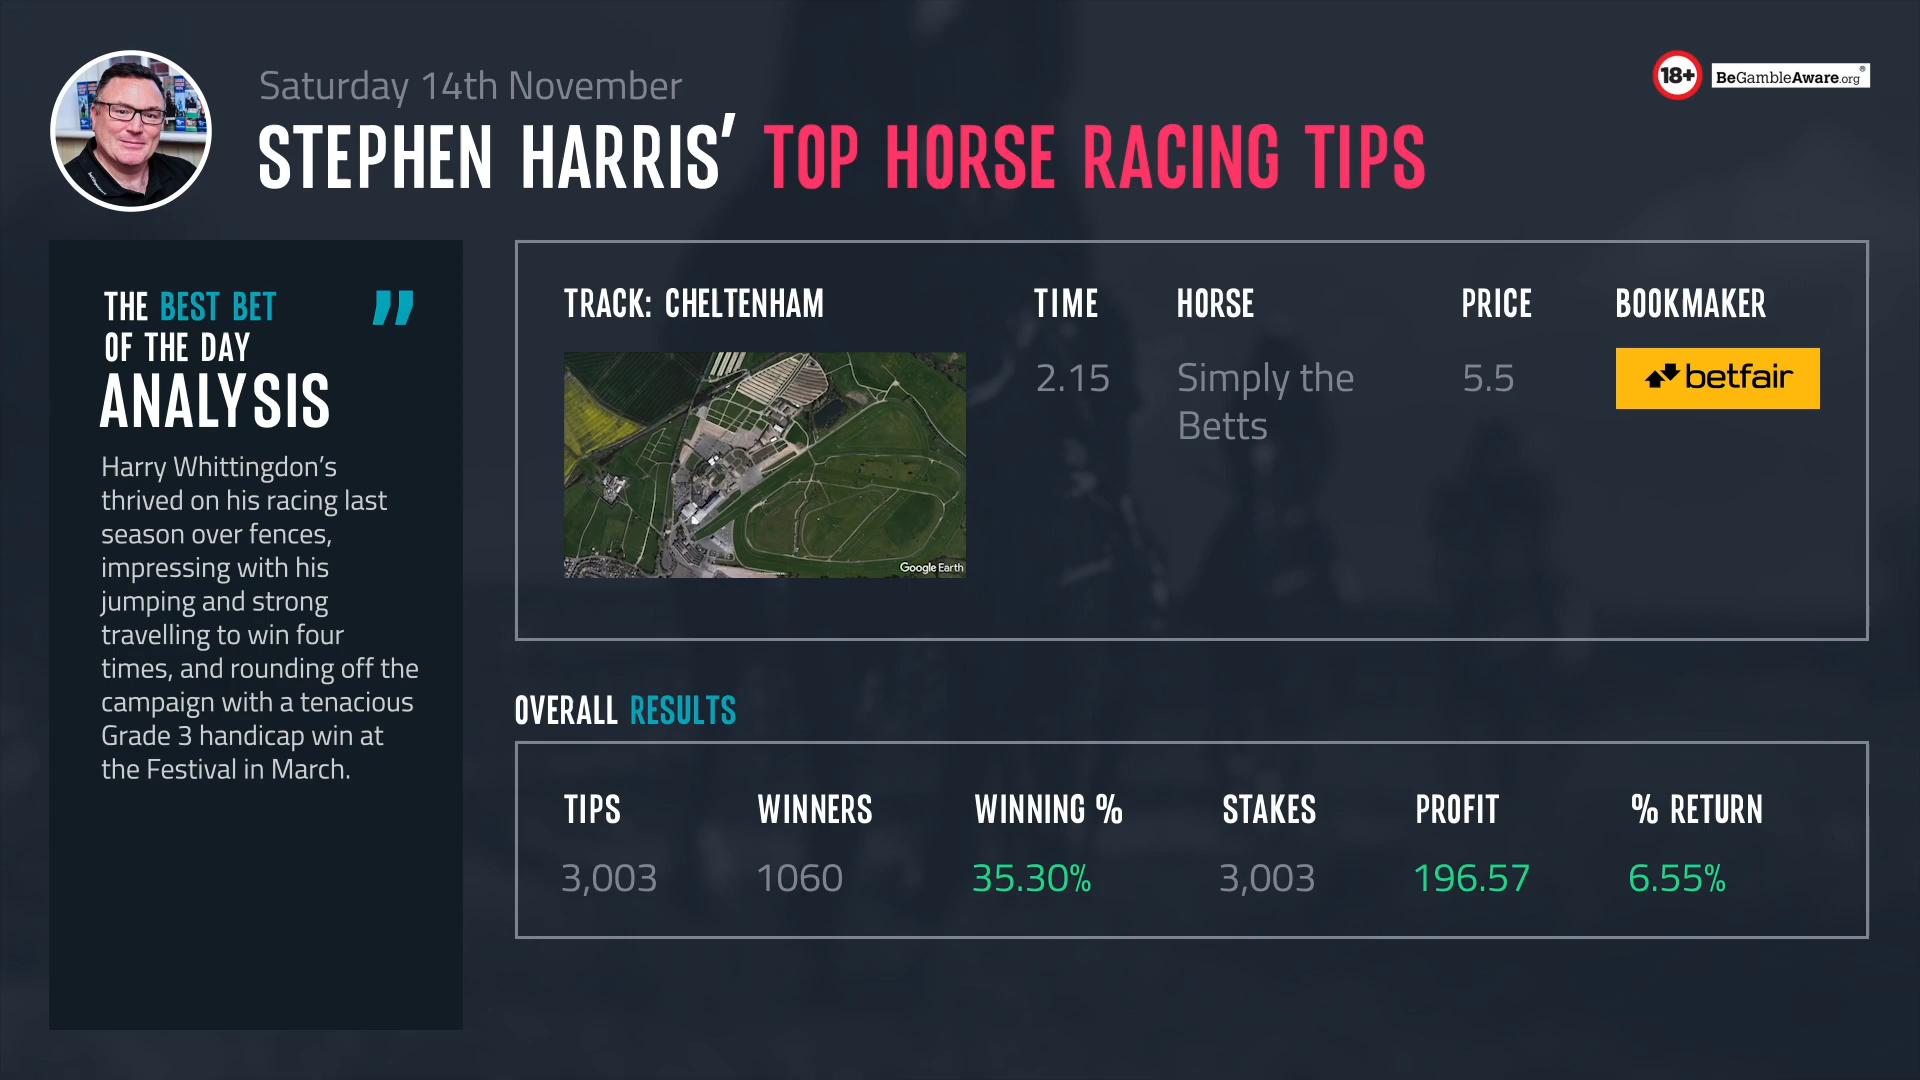 Saturday 14th November
STEPHEN HARRIS’ TOP HORSE RACING TIPS
18+
BeGambleAware.org®
THE BEST BET
OF THE DAY
ANALYSIS
"
Harry Whittingdon’s
thrived on his racing last
season over fences,
impressing with his
jumping and strong
travelling to win four
times, and rounding off the
campaign with a tenacious
Grade 3 handicap win at
the Festival in March.
TRACK: CHELTENHAM
TIME
HORSE
PRICE
BOOKMAKER
2.15
Simply the
Betts
5.5
betfair
Google Earth
OVERALL RESULTS
TIPS
WINNERS
WINNING %
STAKES
PROFIT
% RETURN
3,003
1060
35.30%
3,003
196.57
6.55%